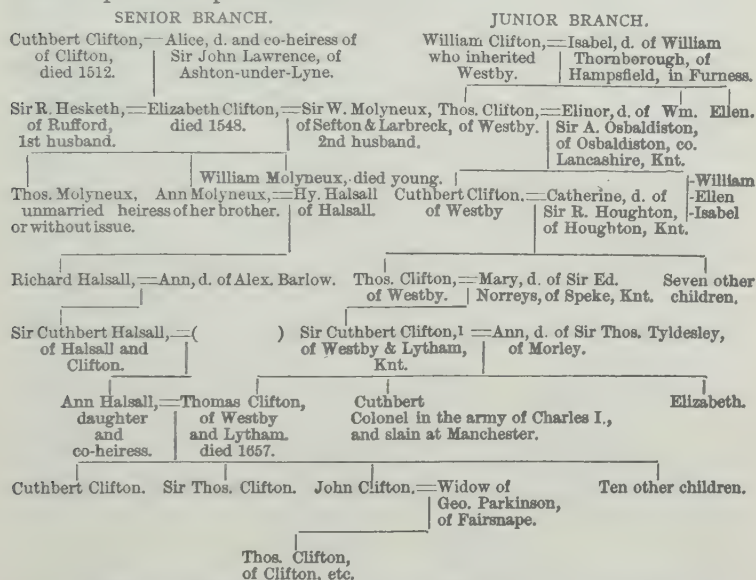 SENIOR BRANCH. JUNIOR BRANCH.
Cuthbert Clifton,—Alice, d. and co-heiress of William Clifton,=Isabel, d. of William
of Clifton, Sir John Lawrence, of who inherited Thornborough, of
died 1512. Ashton-under-Lyne. Westby. Hampsfield, in Furness.
Sir R. Hesketh,=Elizabeth Clifton,=Sir W. Molyneux, Thos. Clifton,=Elinor, d. of Wm. Ellen.
of Rufford, died 1548. of Sefton & Larbreck, of Westby. Sir A. Osbaldiston,
1st husband. 2nd husband. of Osbaldiston, co.
Lancashire, Knt.
William Molyneux, died young.
Thos. Molyneux, Ann Molyneux,=Hy. Halsall Cuthbert Clifton.=Catherine, d. of -William
unmarried heiress of her brother. of Halsall. of Westby Sir R. Houghton, -Ellen
or without issue. of Houghton, Knt. -Isabel
Richard Halsall,=Ann, d. of Alex. Barlow. Thos. Clifton,=Mary, d. of Sir Ed. Seven other
of Westby. Norreys, of Speke, Knt. children.
Sir Cuthbert Halsall,=( ) Sir Cuthbert Clifton,1 =Ann, d. of Sir Thos. Tyldesley,
of Halsall and of Westby & Lytham, of Morley.
Clifton. Knt.
Ann Halsall,=Thomas Clifton, Cuthbert Elizabeth.
daughter of Westby Colonel in the army of Charles I.,
and and Lytham. and slain at Manchester.
co-heiress. died 1657.
Cuthbert Clifton. Sir Thos. Clifton. John Clifton,=Widow of Ten other children.
Geo. Parkinson,
of Fairsnape.
Thos. Clifton,
of Clifton, etc.